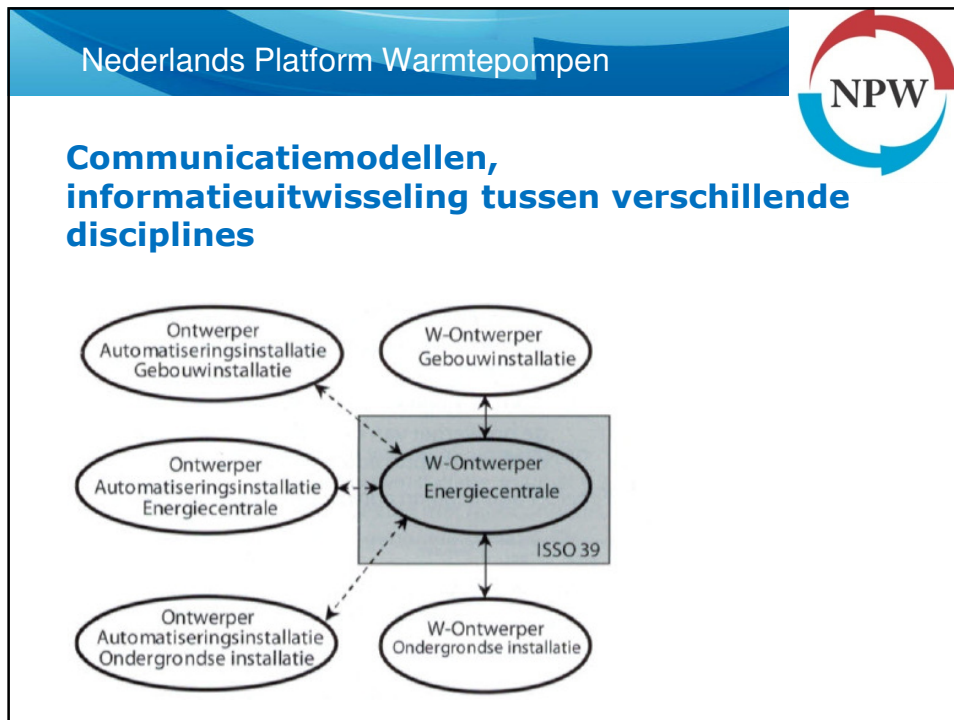 Nederlands Platform Warmtepompen
NPW
Communicatiemodellen,
informatieuitwisseling tussen verschillende
disciplines
Ontwerper
Automatiseringsinstallatie
Gebouwinstallatie
W-Ontwerper
Gebouwinstallatie
Ontwerper
Automatiseringsinstallatie
Energiecentrale
W-Ontwerper
Energiecentrale
ISSO 39
Ontwerper
Automatiseringsinstallatie
Ondergrondse installatie
W-Ontwerper
Ondergrondse installatie